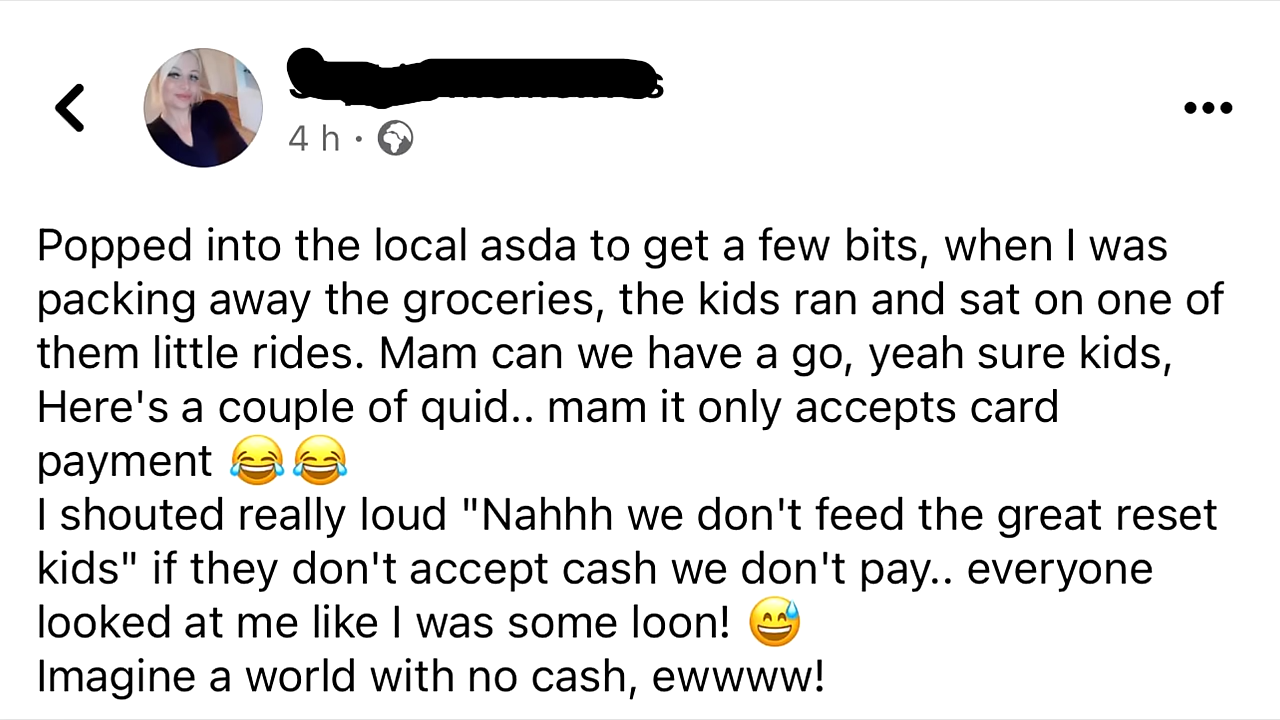 4 h ·
Popped into the local asda to get a few bits, when I was
packing away the groceries, the kids ran and sat on one of
them little rides. Mam can we have a go, yeah sure kids,
Here's a couple of quid.. mam it only accepts card
payment 😂😂
I shouted really loud "Nahhh we don't feed the great reset
kids" if they don't accept cash we don't pay.. everyone
looked at me like I was some loon! 😅
Imagine a world with no cash, ewwww!